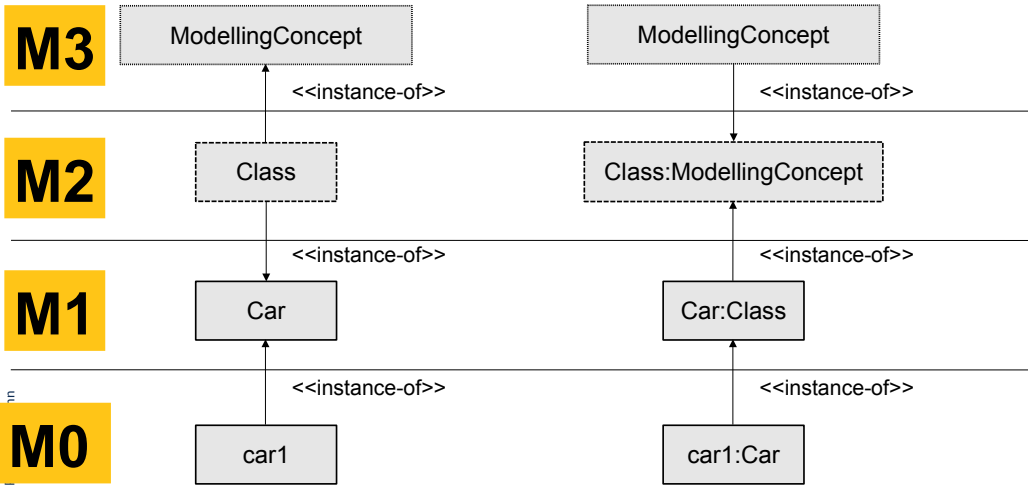 M3
ModellingConcept
ModellingConcept
<<instance-of>>
<<instance-of>>
M2
Class
Class:ModellingConcept
<<instance-of>>
<<instance-of>>
M1
Car
Car:Class
<<instance-of>>
<<instance-of>>
M0
car1
car1:Car